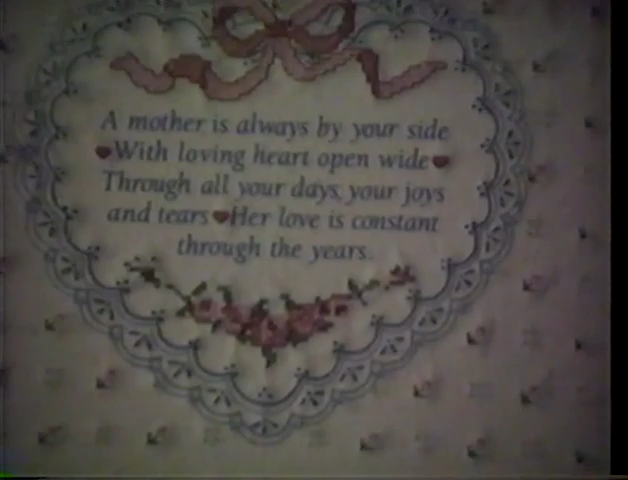 A mother is always by your side
♥With loving heart open wide♥
Through all your days, your joys
and tears ♥Her love is constant
through the years.